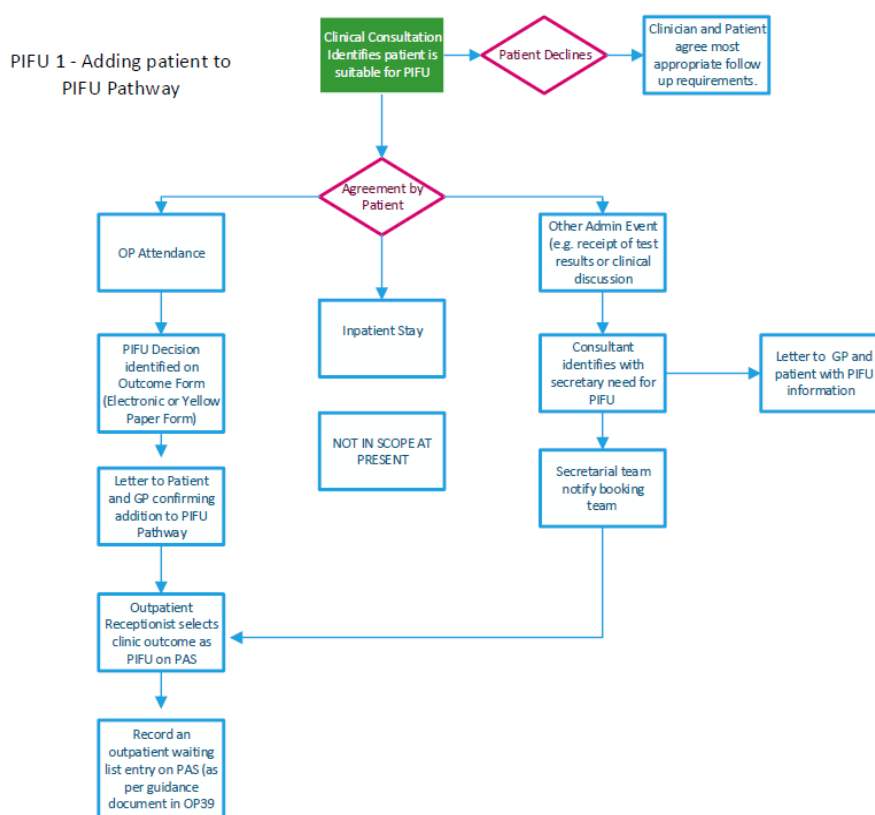 PIFU 1 - Adding patient to
PIFU Pathway
Clinical Consultation
Identifies patient is
suitable for PIFU
Patient Declines
Clinician and Patient
agree most
appropriate follow
up requirements.
Agreement by
Patient
OP Attendance
Inpatient Stay
Other Admin Event
(e.g. receipt of test
results or clinical
discussion
PIFU Decision
identified on
Outcome Form
(Electronic or Yellow
Paper Form)
NOT IN SCOPE AT
PRESENT
Consultant
identifies with
secretary need for
PIFU
Letter to GP and
patient with PIFU
information
Letter to Patient
and GP confirming
addition to PIFU
Pathway
Secretarial team
notify booking
team
Outpatient
Receptionist selects
clinic outcome as
PIFU on PAS
Record an
outpatient waiting
list entry on PAS (as
per guidance
document in OP39